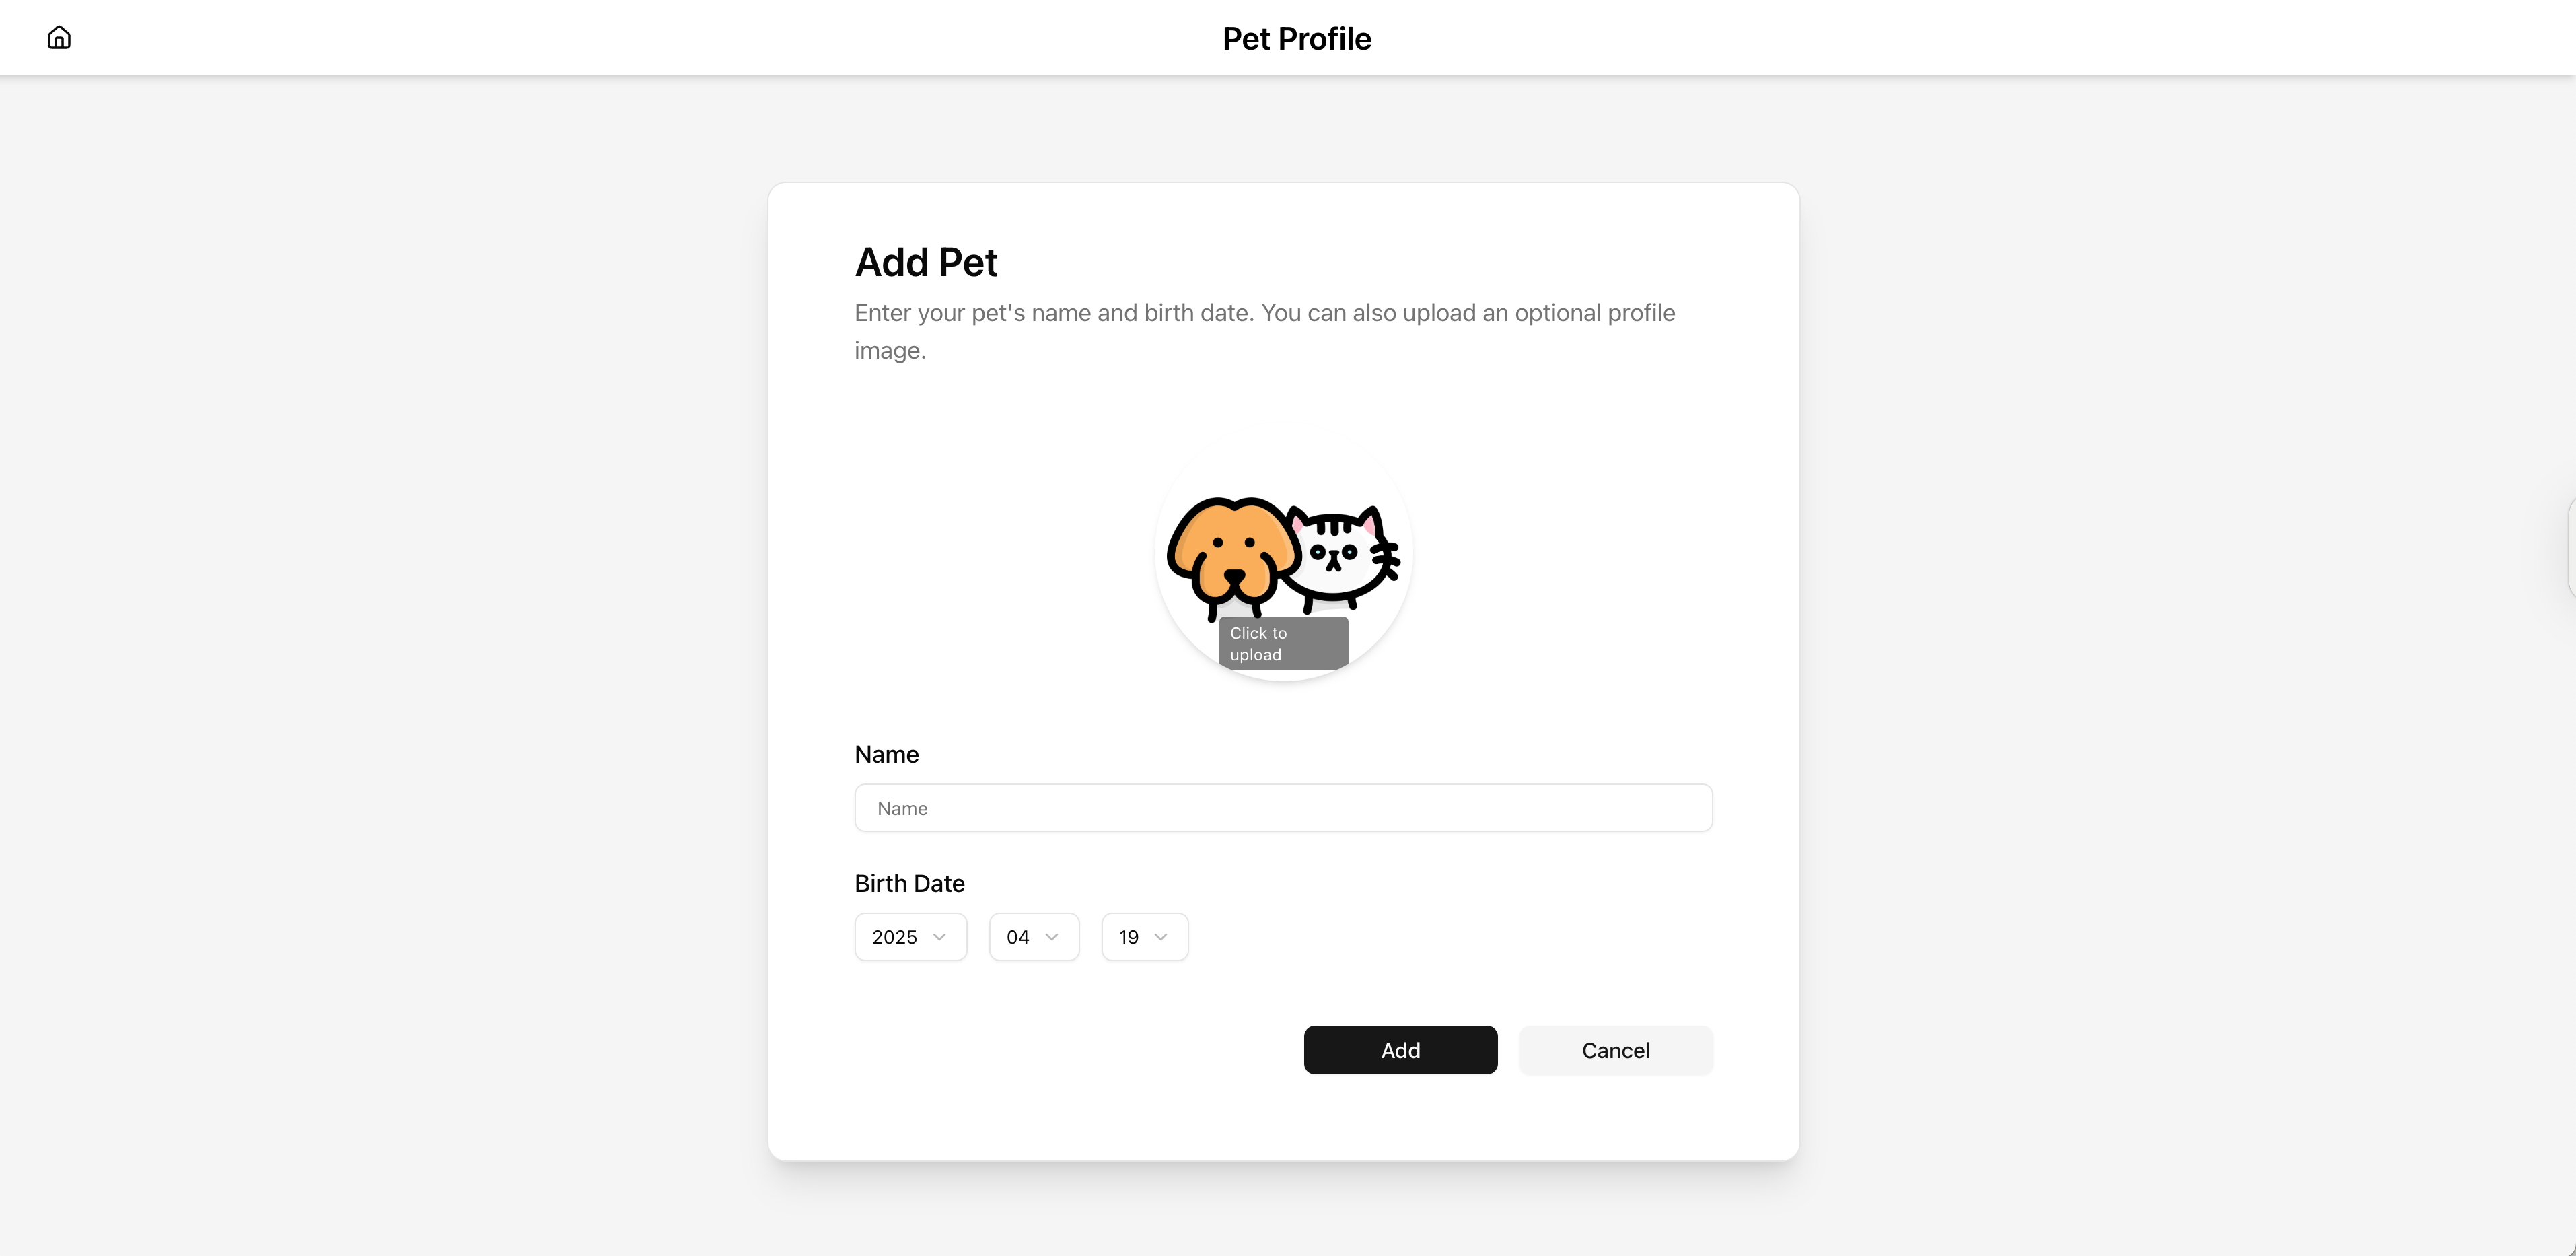 Pet Profile
Add Pet
Enter your pet's name and birth date. You can also upload an optional profile
image.
Click to
upload
Name
Name
Birth Date
2025 04 19
Add Cancel